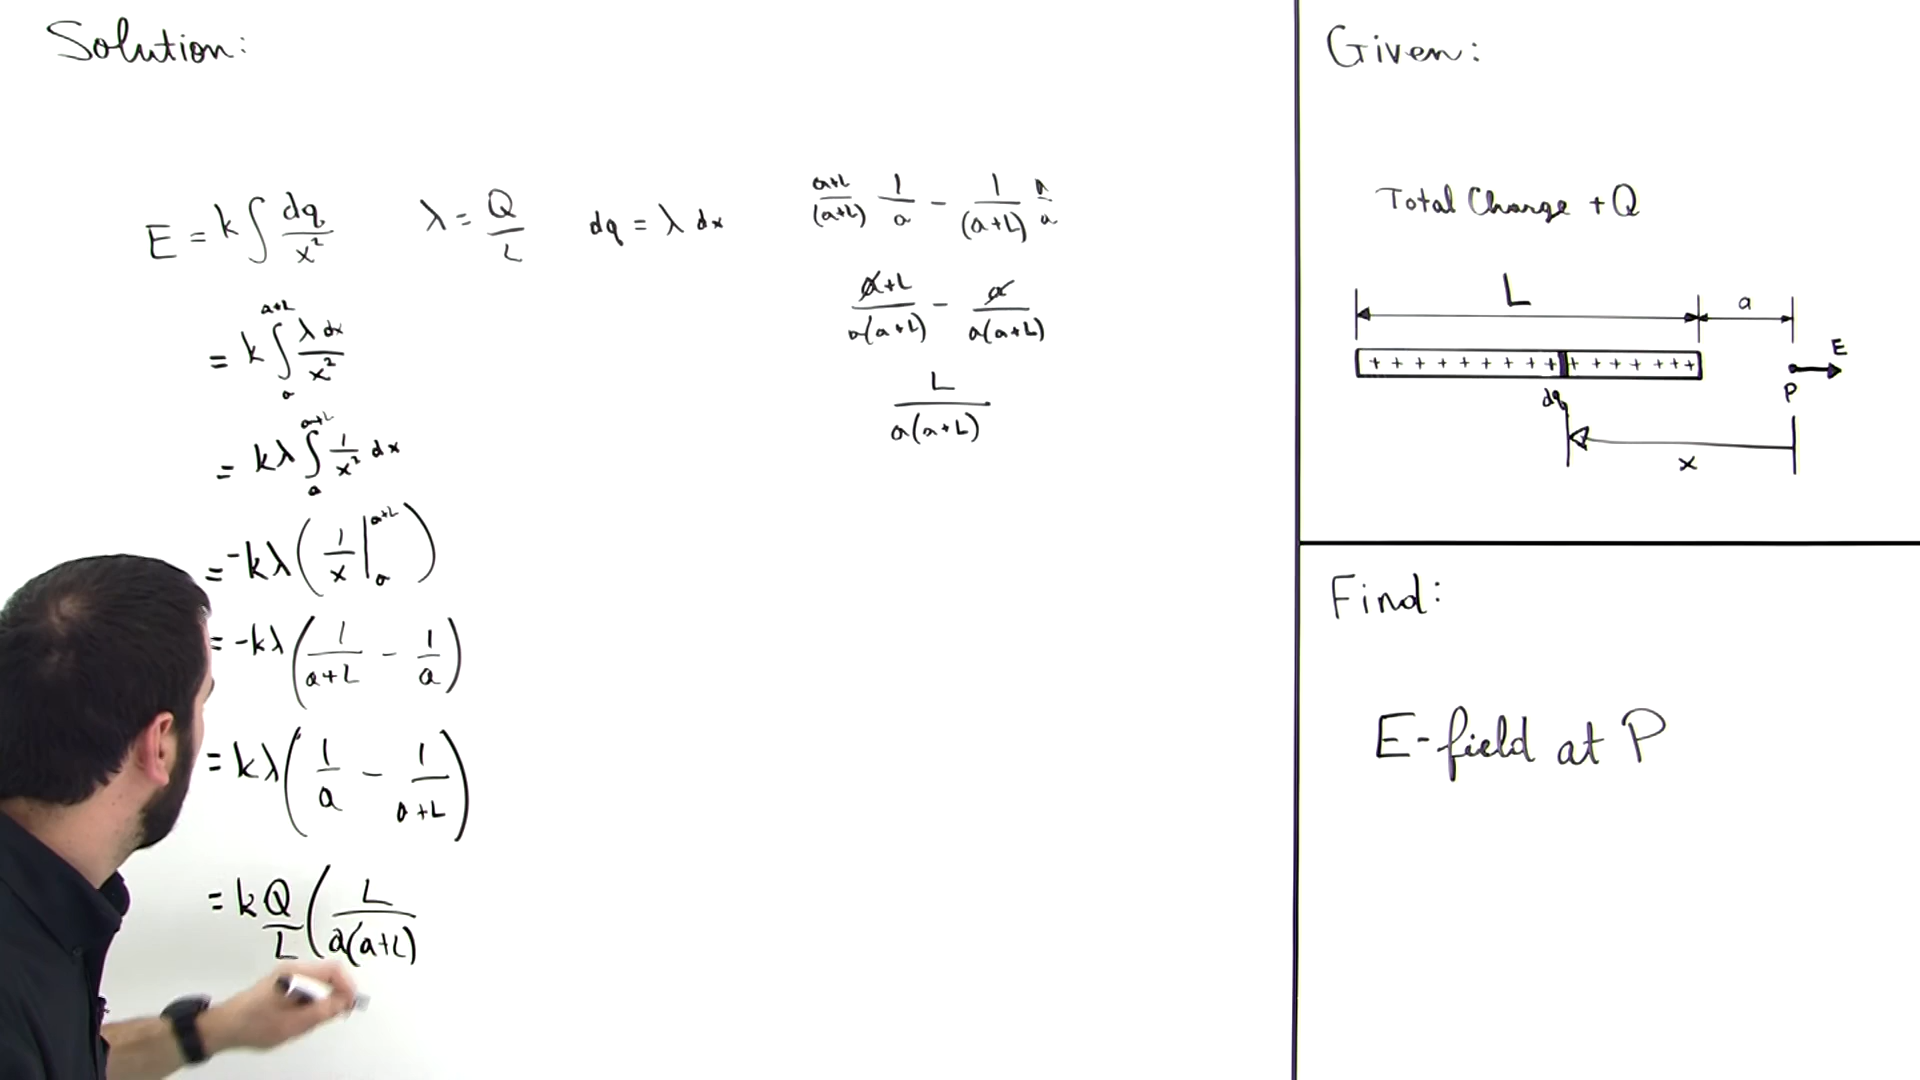 Solution:
E = k ∫ dq/x² λ = Q/L dq = λ dx
= k ∫ₐ^(a+L) λ dx/x²
= kλ ∫ₐ^(a+L) 1/x² dx
= -kλ ( 1/x |ₐ^(a+L) )
= -kλ ( 1/(a+L) - 1/a )
= kλ ( 1/a - 1/(a+L) )
= k Q/L ( L/(a(a+L))
(a+L)/(a+L) 1/a - 1/(a+L) a/a
(a+L)/(a(a+L)) - a/(a(a+L))
L/(a(a+L))
Given:
Total Charge +Q
L
a
+ + + + + + + + + + + + + + + +
E
P
dq
x
Find:
E-field at P